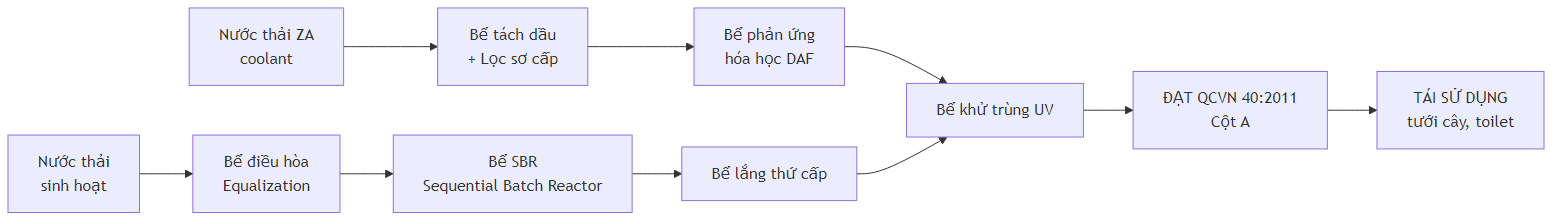 Nước thải ZA
coolant
Bể tách dầu
+ Lọc sơ cấp
Bể phản ứng
hóa học DAF
Nước thải
sinh hoạt
Bể điều hòa
Equalization
Bể SBR
Sequential Batch Reactor
Bể lắng thứ cấp
Bể khử trùng UV
ĐẠT QCVN 40:2011
Cột A
TÁI SỬ DỤNG
tưới cây, toilet